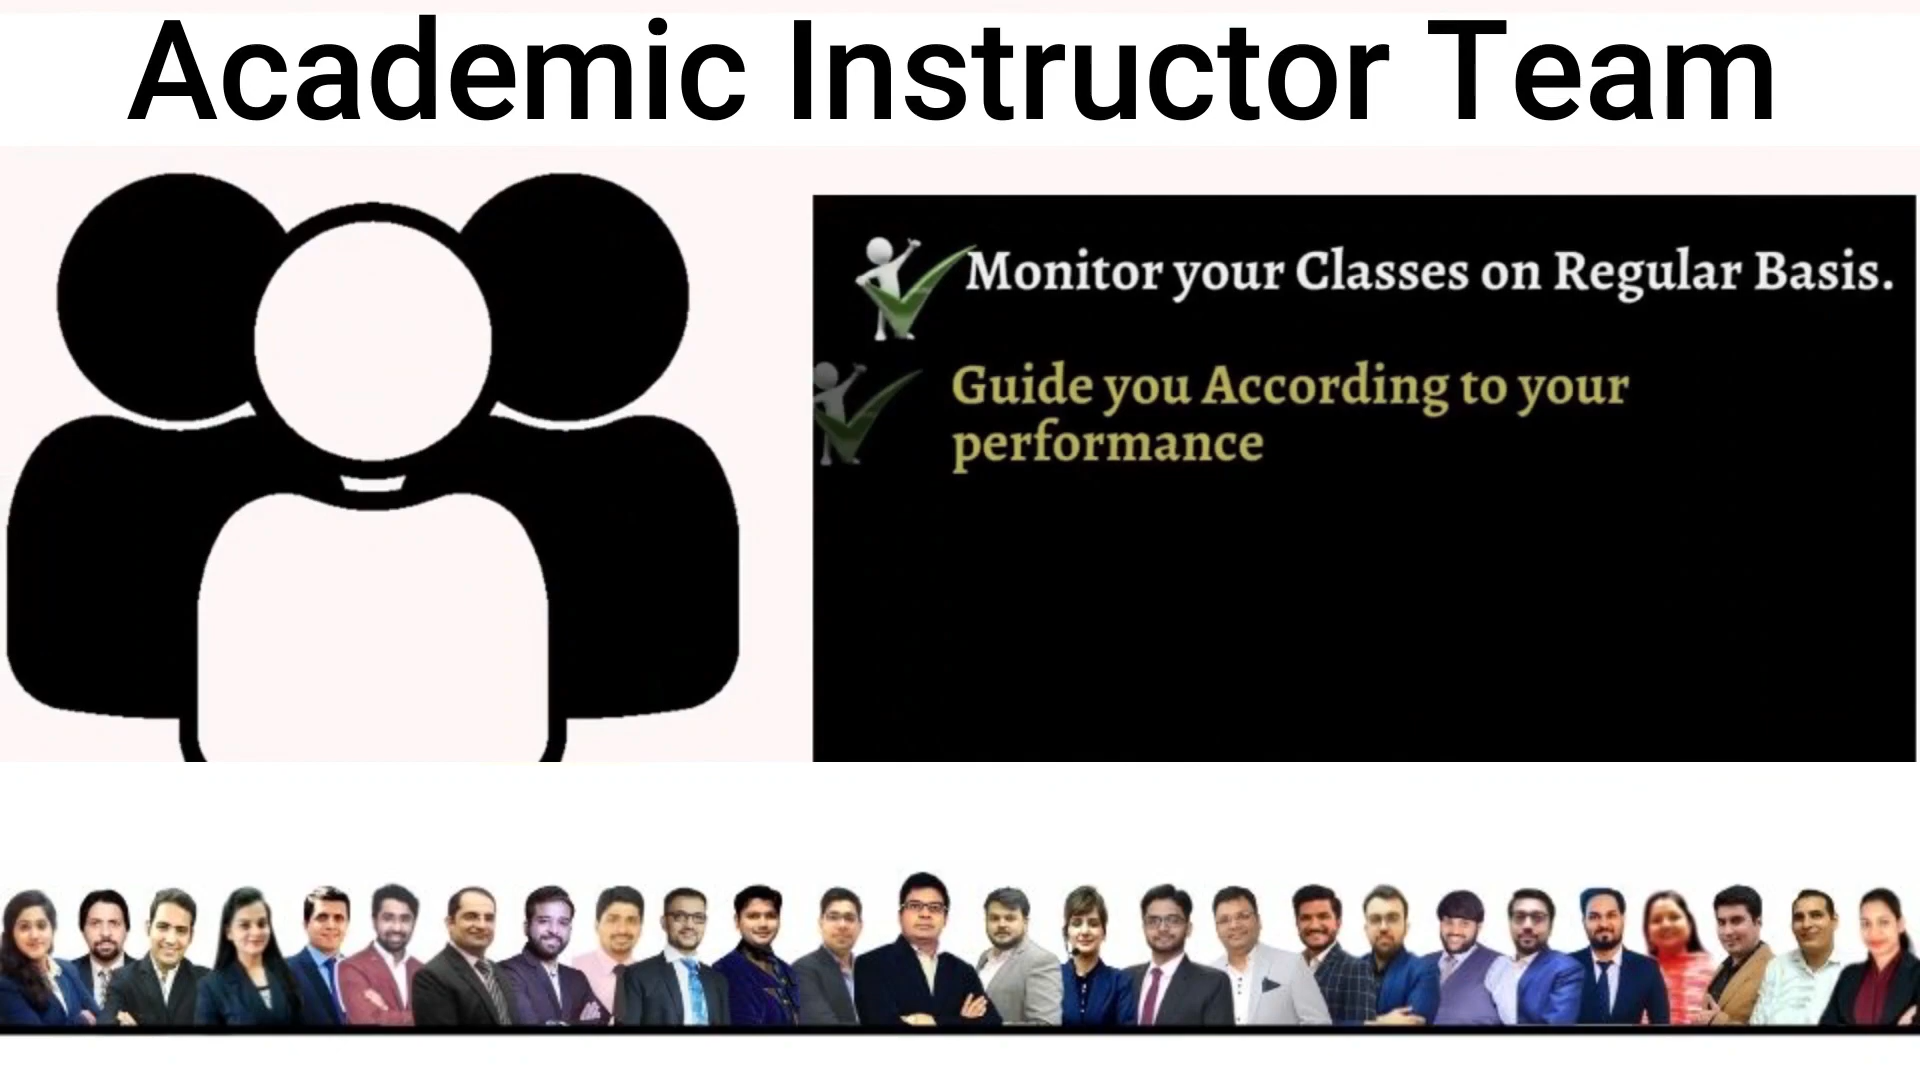 Academic Instructor Team
Monitor your Classes on Regular Basis.
Guide you According to your
performance